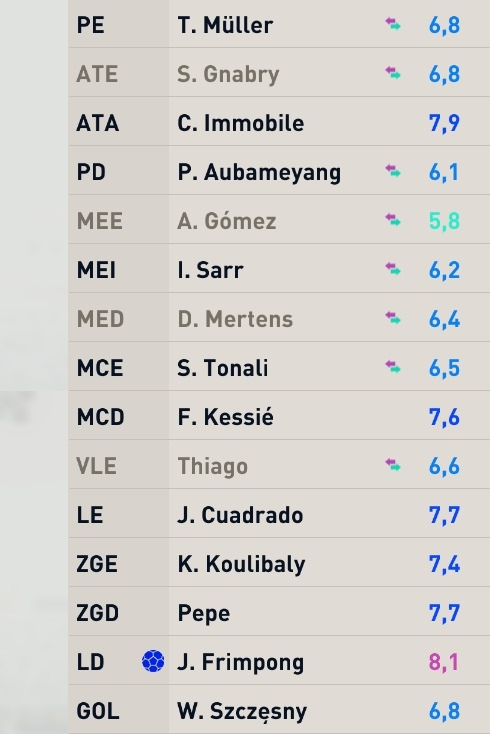 PE T. Müller 6,8
ATE S. Gnabry 6,8
ATA C. Immobile 7,9
PD P. Aubameyang 6,1
MEE A. Gómez 5,8
MEI I. Sarr 6,2
MED D. Mertens 6,4
MCE S. Tonali 6,5
MCD F. Kessié 7,6
VLE Thiago 6,6
LE J. Cuadrado 7,7
ZGE K. Koulibaly 7,4
ZGD Pepe 7,7
LD J. Frimpong 8,1
GOL W. Szczęsny 6,8